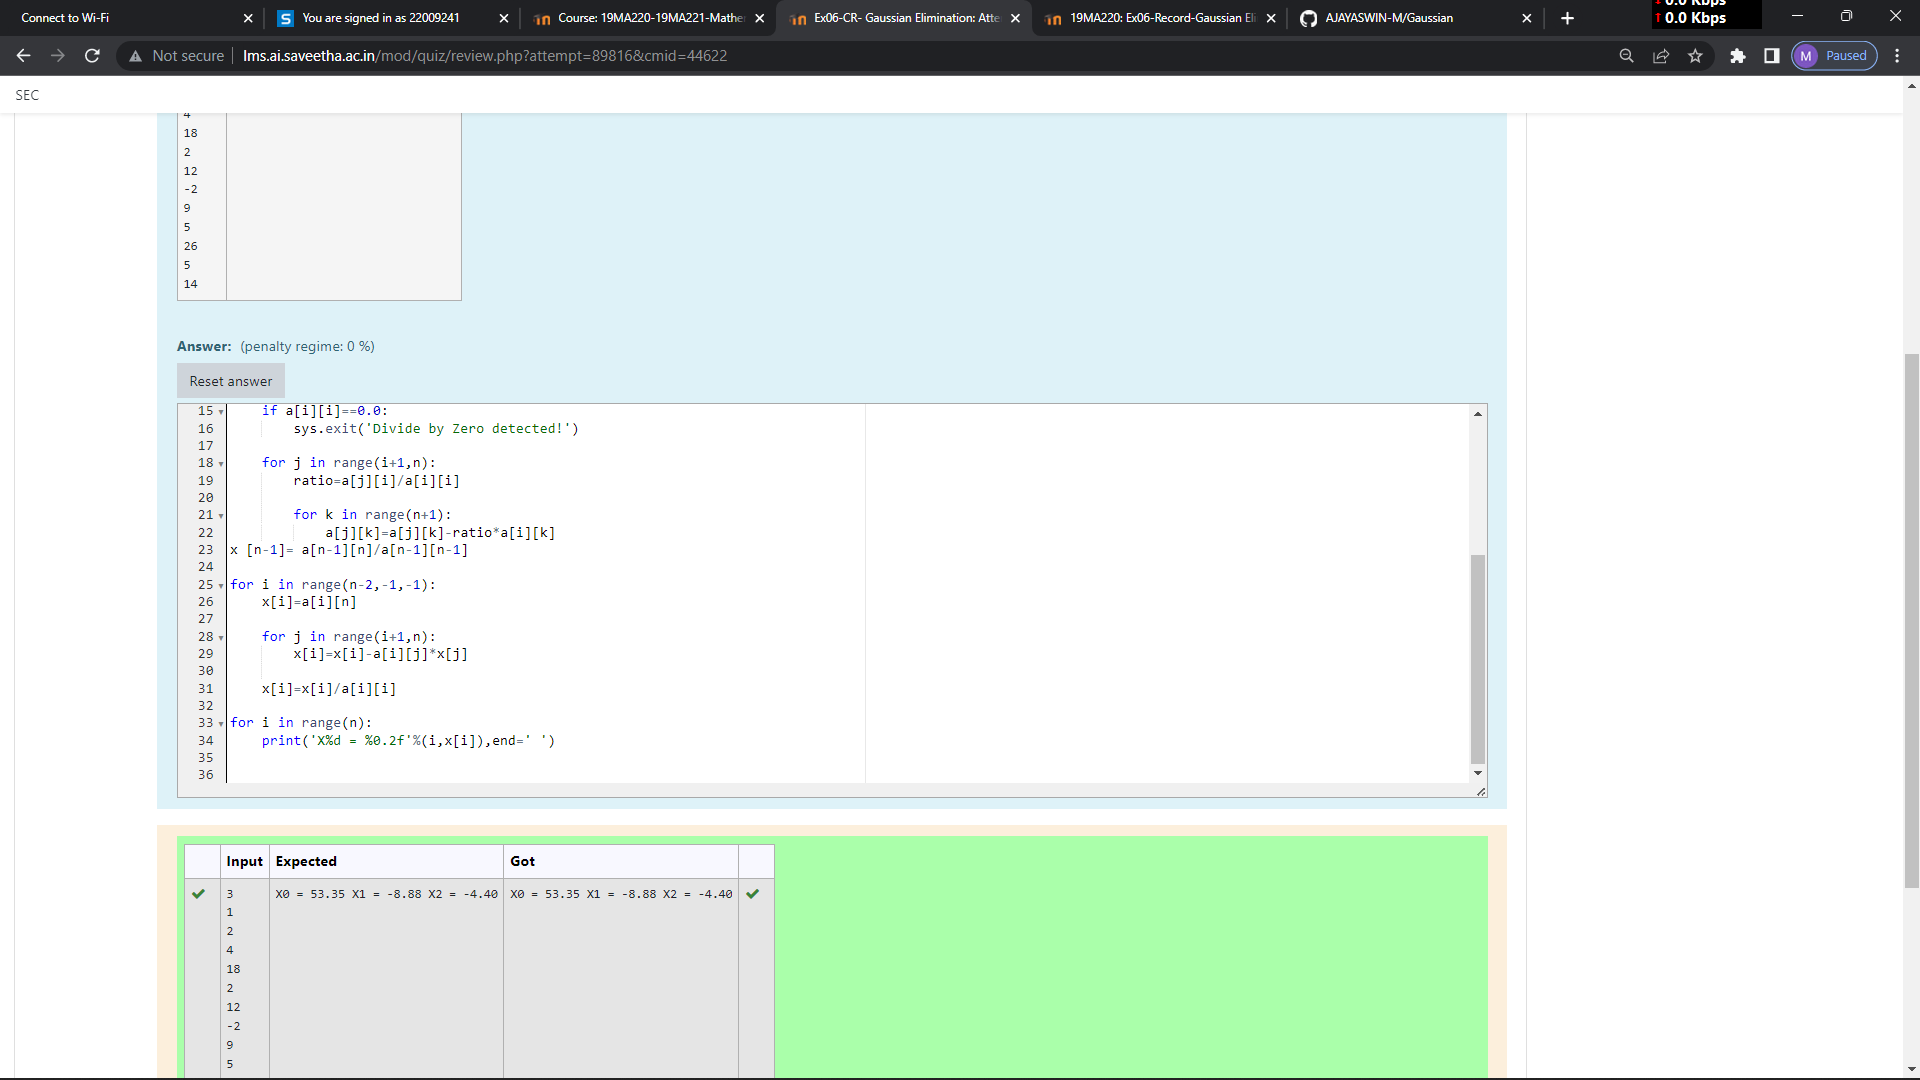 Connect to Wi-Fi
S You are signed in as 22009241
Course: 19MA220-19MA221-Mathe
Ex06-CR- Gaussian Elimination: Atte
19MA220: Ex06-Record-Gaussian Eli
AJAYASWIN-M/Gaussian
0.0 Kbps
0.0 Kbps
Not secure
lms.ai.saveetha.ac.in/mod/quiz/review.php?attempt=89816&cmid=44622
M Paused
SEC
4
18
2
12
-2
9
5
26
5
14
Answer: (penalty regime: 0 %)
Reset answer
15 if a[i][i]==0.0:
16 sys.exit('Divide by Zero detected!')
17
18 for j in range(i+1,n):
19 ratio=a[j][i]/a[i][i]
20
21 for k in range(n+1):
22 a[j][k]=a[j][k]-ratio*a[i][k]
23 x [n-1]= a[n-1][n]/a[n-1][n-1]
24
25 for i in range(n-2,-1,-1):
26 x[i]=a[i][n]
27
28 for j in range(i+1,n):
29 x[i]=x[i]-a[i][j]*x[j]
30
31 x[i]=x[i]/a[i][i]
32
33 for i in range(n):
34 print('X%d = %0.2f'%(i,x[i]),end=' ')
35
36
Input Expected Got
3 X0 = 53.35 X1 = -8.88 X2 = -4.40 X0 = 53.35 X1 = -8.88 X2 = -4.40
1
2
4
18
2
12
-2
9
5